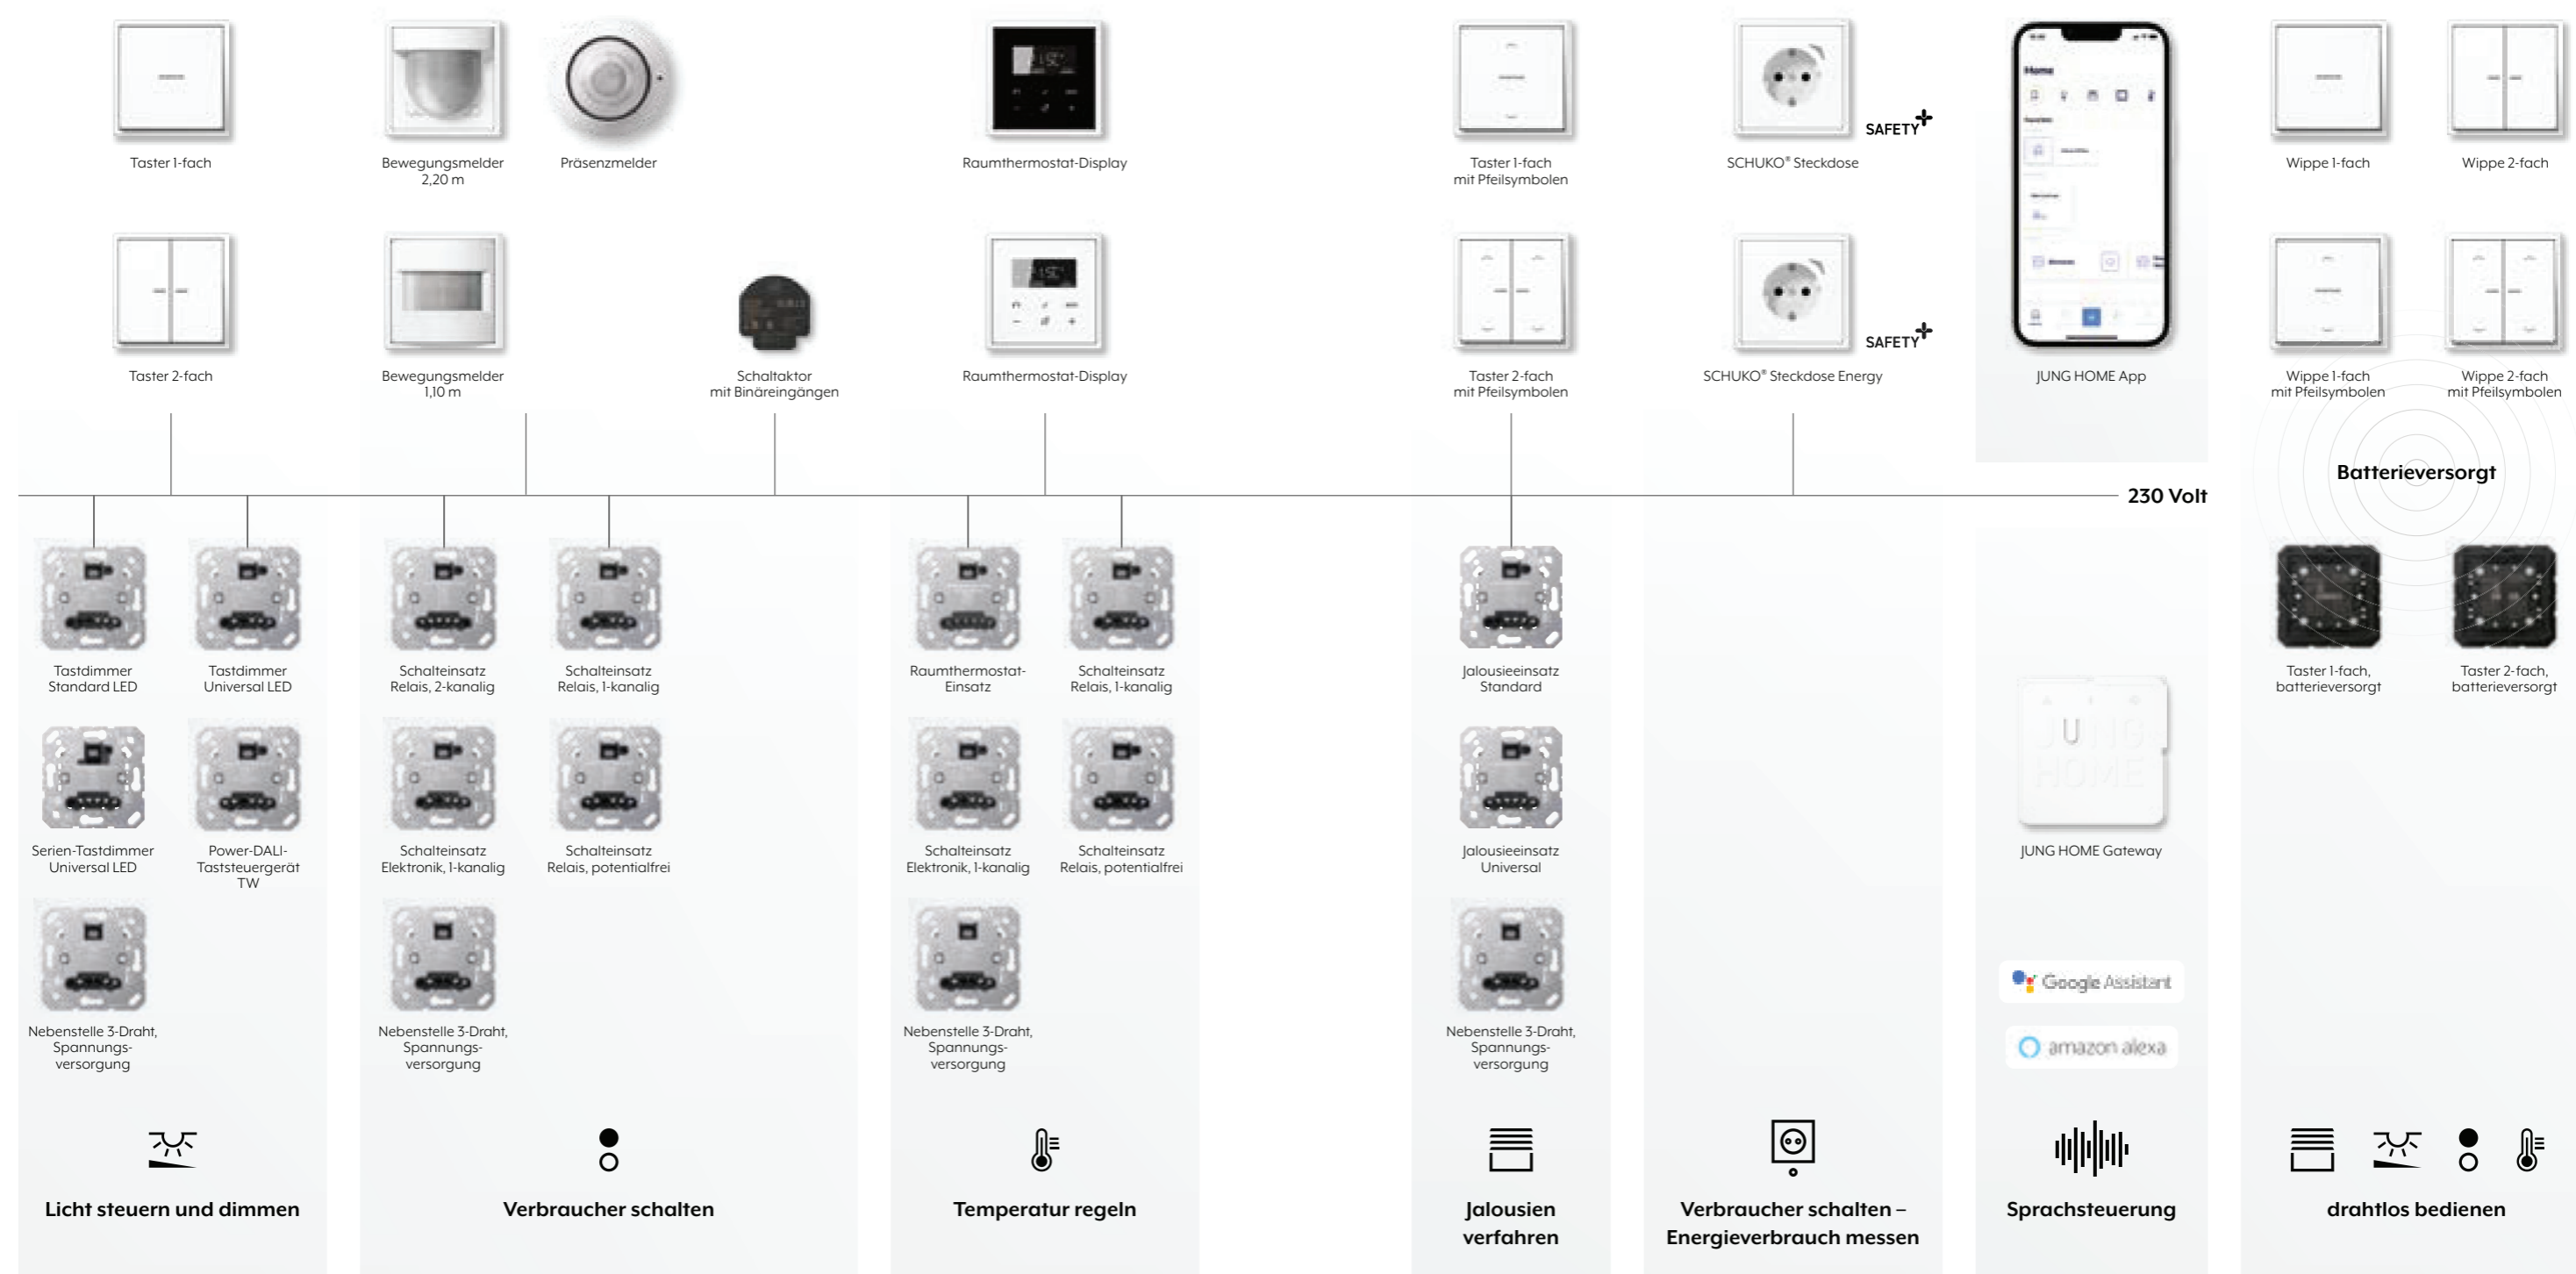 Taster 1-fach
Bewegungsmelder
2,20 m
Präsenzmelder
Raumthermostat-Display
Taster 1-fach
mit Pfeilsymbolen
SCHUKO® Steckdose
SAFETY+
Home
Wippe 1-fach
Wippe 2-fach
Taster 2-fach
Bewegungsmelder
1,10 m
Schaltaktor
mit Binäreingängen
Raumthermostat-Display
Taster 2-fach
mit Pfeilsymbolen
SCHUKO® Steckdose Energy
SAFETY+
JUNG HOME App
Wippe 1-fach
mit Pfeilsymbolen
Wippe 2-fach
mit Pfeilsymbolen
Batterieversorgt
230 Volt
Tastdimmer
Standard LED
Tastdimmer
Universal LED
Schalteinsatz
Relais, 2-kanalig
Schalteinsatz
Relais, 1-kanalig
Raumthermostat-
Einsatz
Schalteinsatz
Relais, 1-kanalig
Jalousieeinsatz
Standard
Taster 1-fach,
batterieversorgt
Taster 2-fach,
batterieversorgt
Serien-Tastdimmer
Universal LED
Power-DALI-
Taststeuergerät
TW
Schalteinsatz
Elektronik, 1-kanalig
Schalteinsatz
Relais, potentialfrei
Schalteinsatz
Elektronik, 1-kanalig
Schalteinsatz
Relais, potentialfrei
Jalousieeinsatz
Universal
JUNG
HOME
JUNG HOME Gateway
Nebenstelle 3-Draht,
Spannungs-
versorgung
Nebenstelle 3-Draht,
Spannungs-
versorgung
Nebenstelle 3-Draht,
Spannungs-
versorgung
Nebenstelle 3-Draht,
Spannungs-
versorgung
Google Assistant
amazon alexa
Licht steuern und dimmen
Verbraucher schalten
Temperatur regeln
Jalousien
verfahren
Verbraucher schalten –
Energieverbrauch messen
Sprachsteuerung
drahtlos bedienen